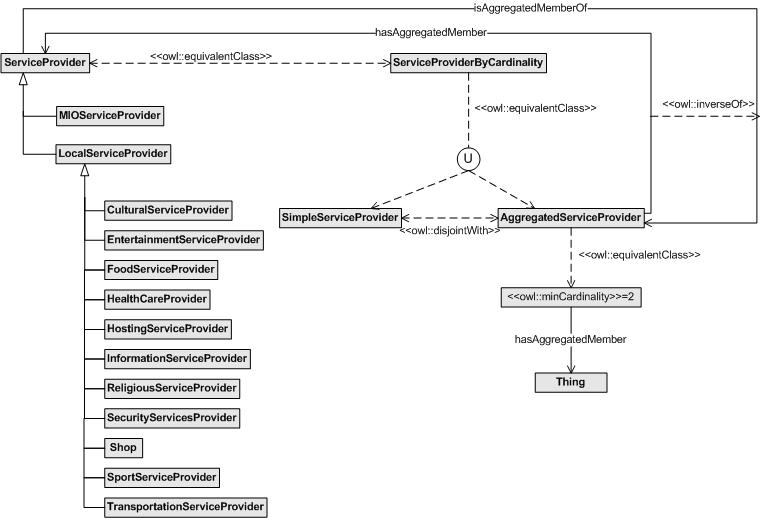 isAggregatedMemberOf
hasAggregatedMember
<<owl::equivalentClass>>
ServiceProvider
ServiceProviderByCardinality
<<owl::equivalentClass>>
<<owl::inverseOf>>
MIOServiceProvider
LocalServiceProvider
U
CulturalServiceProvider
SimpleServiceProvider
AggregatedServiceProvider
<<owl::disjointWith>>
EntertainmentServiceProvider
<<owl::equivalentClass>>
FoodServiceProvider
HealthCareProvider
<<owl::minCardinality>>=2
HostingServiceProvider
hasAggregatedMember
InformationServiceProvider
ReligiousServiceProvider
Thing
SecurityServicesProvider
Shop
SportServiceProvider
TransportationServiceProvider